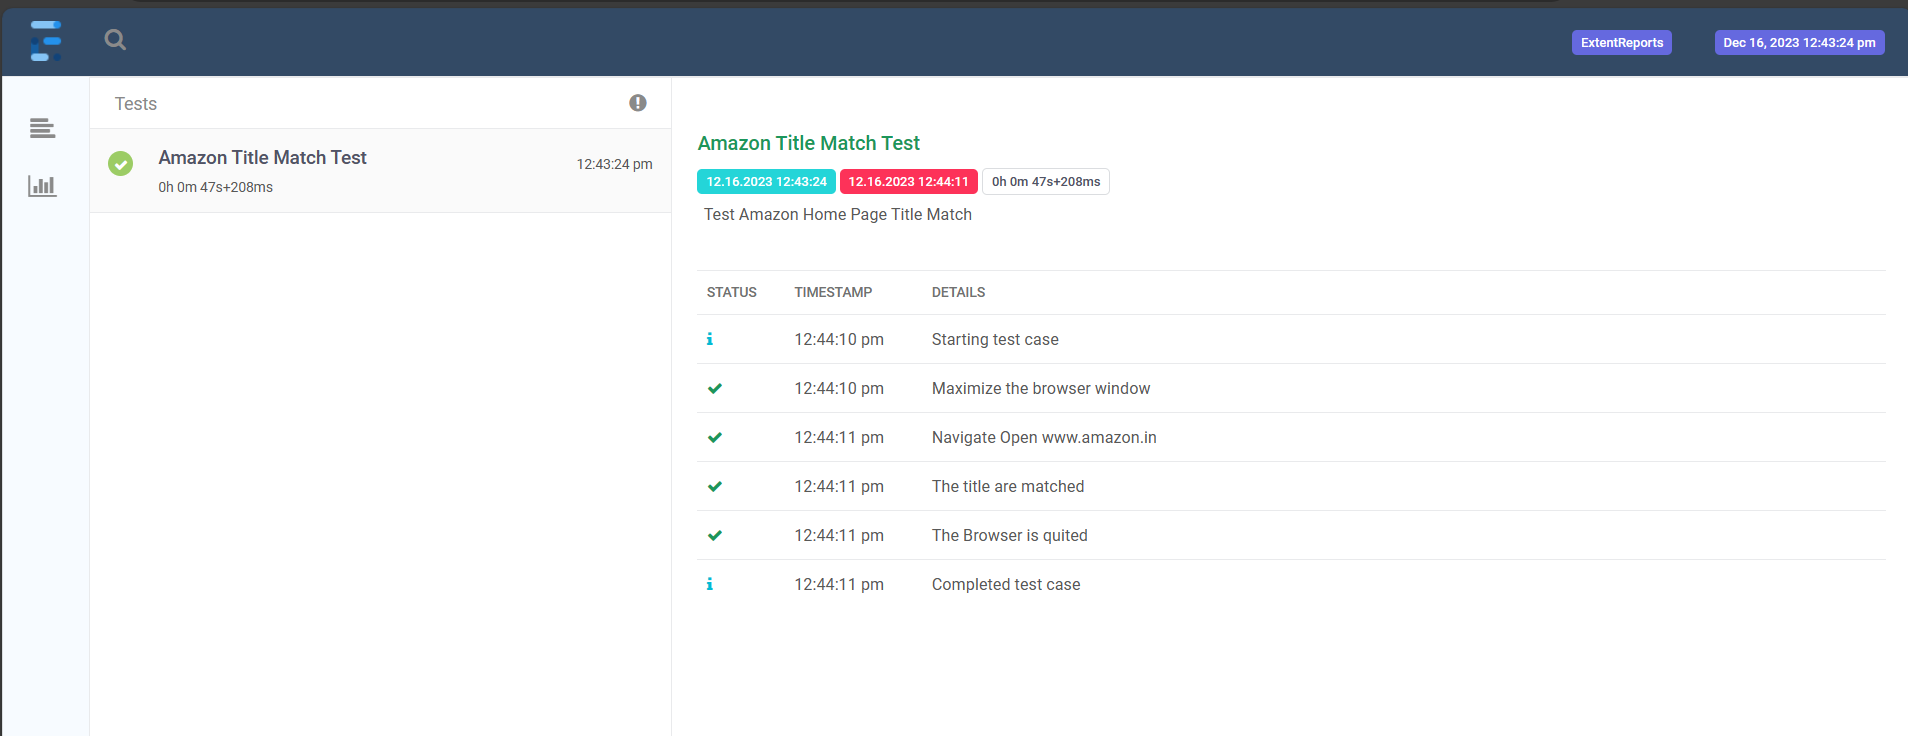 ExtentReports
Dec 16, 2023 12:43:24 pm
Tests
Amazon Title Match Test
12:43:24 pm
0h 0m 47s+208ms
Amazon Title Match Test
12.16.2023 12:43:24 12.16.2023 12:44:11 0h 0m 47s+208ms
Test Amazon Home Page Title Match
STATUS TIMESTAMP DETAILS
12:44:10 pm Starting test case
12:44:10 pm Maximize the browser window
12:44:11 pm Navigate Open www.amazon.in
12:44:11 pm The title are matched
12:44:11 pm The Browser is quited
12:44:11 pm Completed test case